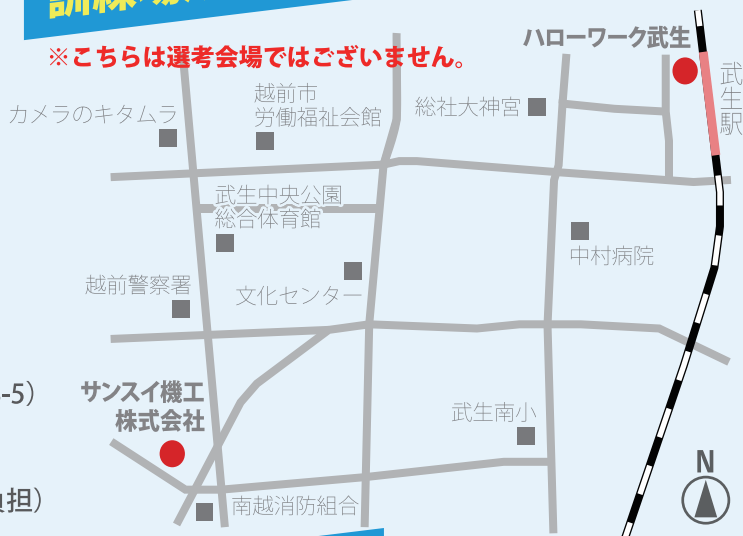 訓練
※こちらは選考会場ではございません。
ハローワーク武生
武生駅
カメラのキタムラ
越前市
労働福祉会館
総社大神宮
武生中央公園
総合体育館
中村病院
越前警察署
文化センター
-5）
サンスイ機工
株式会社
武生南小
担）
南越消防組合
N